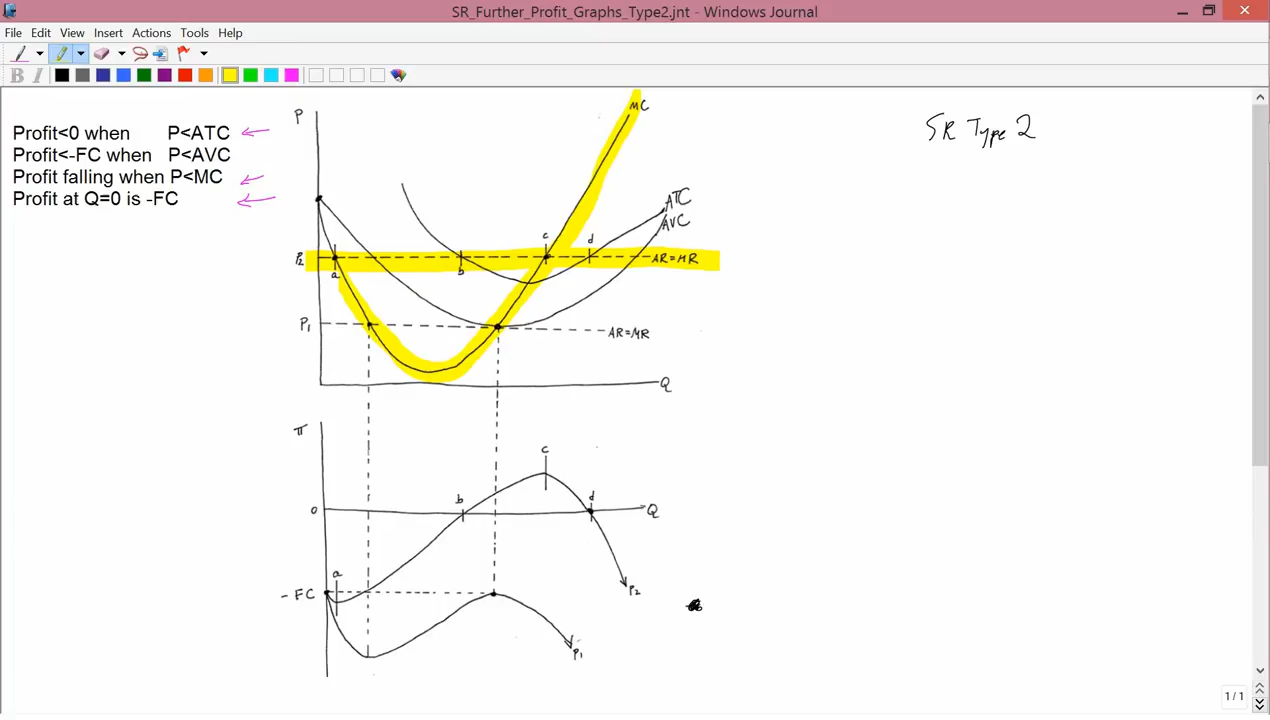 SR_Further_Profit_Graphs_Type2.jnt - Windows Journal
File Edit View Insert Actions Tools Help
B I
Profit<0 when P<ATC
Profit<-FC when P<AVC
Profit falling when P<MC
Profit at Q=0 is -FC
SR Type 2
P
MC
ATC
AVC
P2
a
b
c
d
AR=MR
P1
AR=MR
Q
π
c
b
d
0
Q
a
-FC
P2
P1
1/1